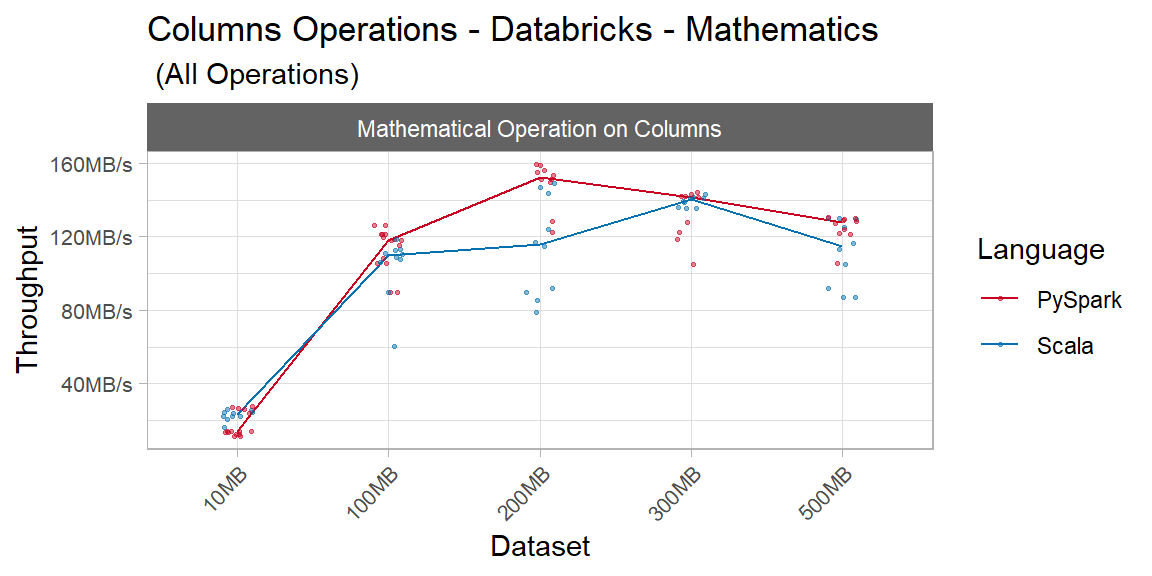 Columns Operations - Databricks - Mathematics
(All Operations)
Mathematical Operation on Columns
160MB/s
120MB/s
80MB/s
40MB/s
Throughput
10MB
100MB
200MB
300MB
500MB
Dataset
Language
PySpark
Scala